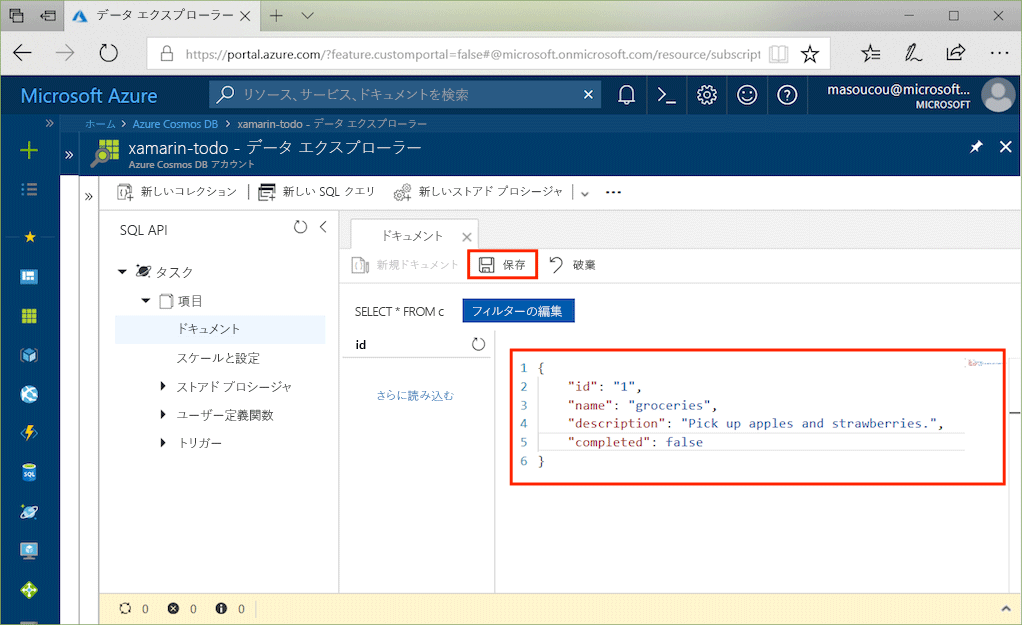 データ エクスプローラー
https://portal.azure.com/?feature.customportal=false#@microsoft.onmicrosoft.com/resource/subscript
Microsoft Azure
リソース、サービス、ドキュメントを検索
masoucou@microsoft...
MICROSOFT
ホーム > Azure Cosmos DB > xamarin-todo - データ エクスプローラー
xamarin-todo - データ エクスプローラー
Azure Cosmos DB アカウント
新しいコレクション
新しい SQL クエリ
新しいストアド プロシージャ
SQL API
タスク
項目
ドキュメント
スケールと設定
ストアド プロシージャ
ユーザー定義関数
トリガー
ドキュメント
新規ドキュメント
保存
破棄
SELECT * FROM c
フィルターの編集
id
さらに読み込む
1 {
2 "id": "1",
3 "name": "groceries",
4 "description": "Pick up apples and strawberries.",
5 "completed": false
6 }
SQL
0 0 0